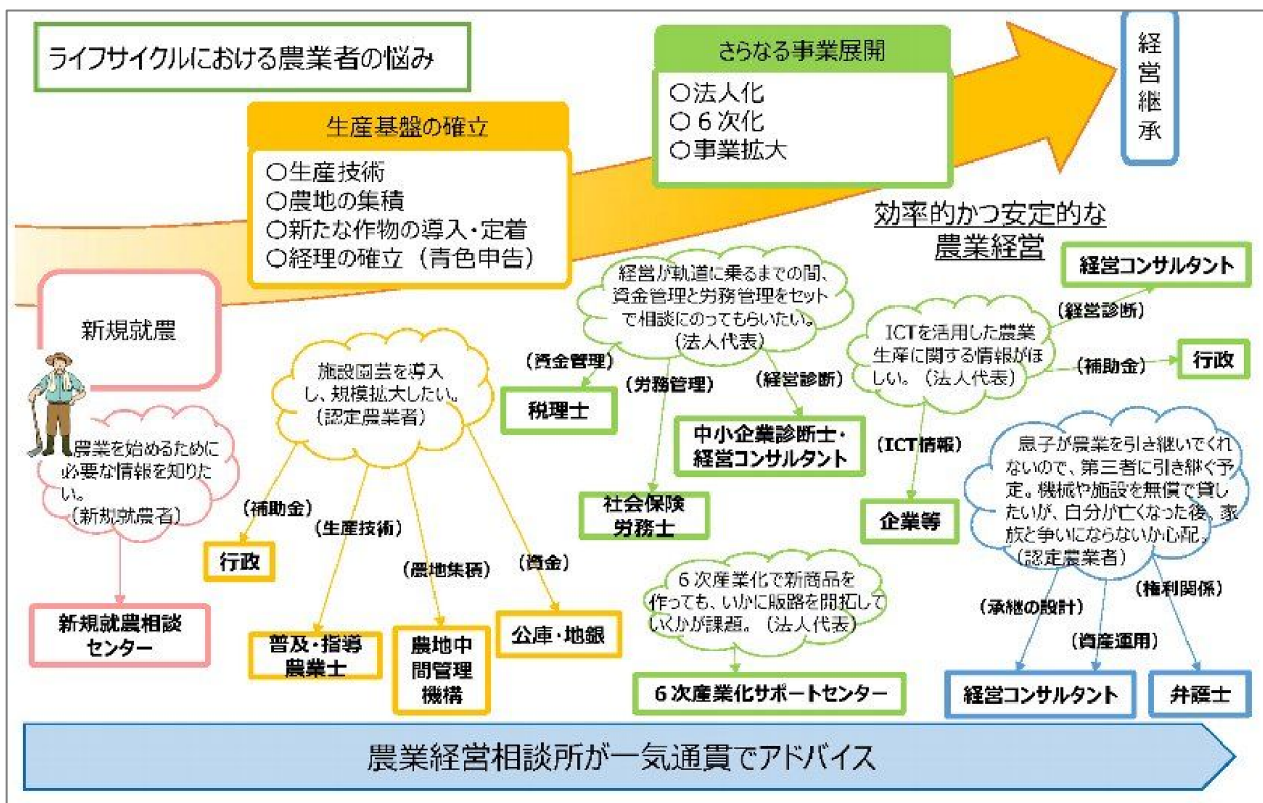 ライフサイクルにおける農業者の悩み
生産基盤の確立
○生産技術
○農地の集積
○新たな作物の導入・定着
○経理の確立（青色申告）
さらなる事業展開
○法人化
○６次化
○事業拡大
経営継承
効率的かつ安定的な
農業経営
新規就農
農業を始めるために
必要な情報を知りた
い。
（新規就農者）
新規就農相談
センター
施設園芸を導入
し、規模拡大したい。
（認定農業者）
（補助金）
行政
（生産技術）
普及・指導
農業士
（農地集積）
農地中
間管理
機構
（資金）
公庫・地銀
経営が軌道に乗るまでの間、
資金管理と労務管理をセット
で相談にのってもらいたい。
（法人代表）
（資金管理）
税理士
（労務管理）
社会保険
労務士
（経営診断）
中小企業診断士・
経営コンサルタント
ICTを活用した農業
生産に関する情報がほ
しい。（法人代表）
（経営診断）
経営コンサルタント
（補助金）
行政
（ICT情報）
企業等
６次産業化で新商品を
作っても、いかに販路を開拓して
いくかが課題。（法人代表）
６次産業化サポートセンター
息子が農業を引き継いでくれ
ないので、第三者に引き継ぐ予
定。機械や施設を無償で貸し
たいが、自分が亡くなった後、家
族と争いにならないか心配。
（認定農業者）
（承継の設計）
（資産運用）
（権利関係）
経営コンサルタント
弁護士
農業経営相談所が一気通貫でアドバイス